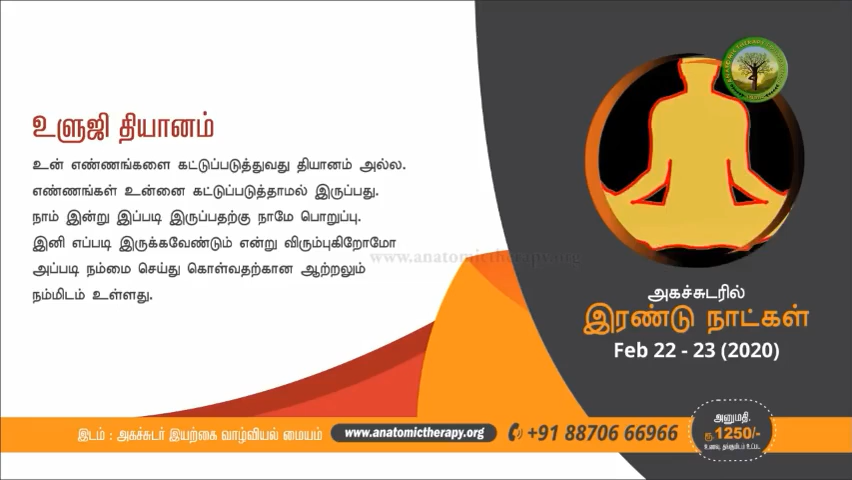 உளுஜி தியானம்
உன் எண்ணங்களை கட்டுப்படுத்துவது தியானம் அல்ல.
எண்ணங்கள் உன்னை கட்டுப்படுத்தாமல் இருப்பது.
நாம் இன்று இப்படி இருப்பதற்கு நாமே பொறுப்பு.
இனி எப்படி இருக்கவேண்டும் என்று விரும்புகிறோமோ
அப்படி நம்மை செய்து கொள்வதற்கான ஆற்றலும்
நம்மிடம் உள்ளது.
www.anatomictherapy.org
அகச்சுடரில்
இரண்டு நாட்கள்
Feb 22 - 23 (2020)
இடம் : அகச்சுடர் இயற்கை வாழ்வியல் மையம்
www.anatomictherapy.org
+91 88706 66966
அனுமதி.
ரூ 1250/-